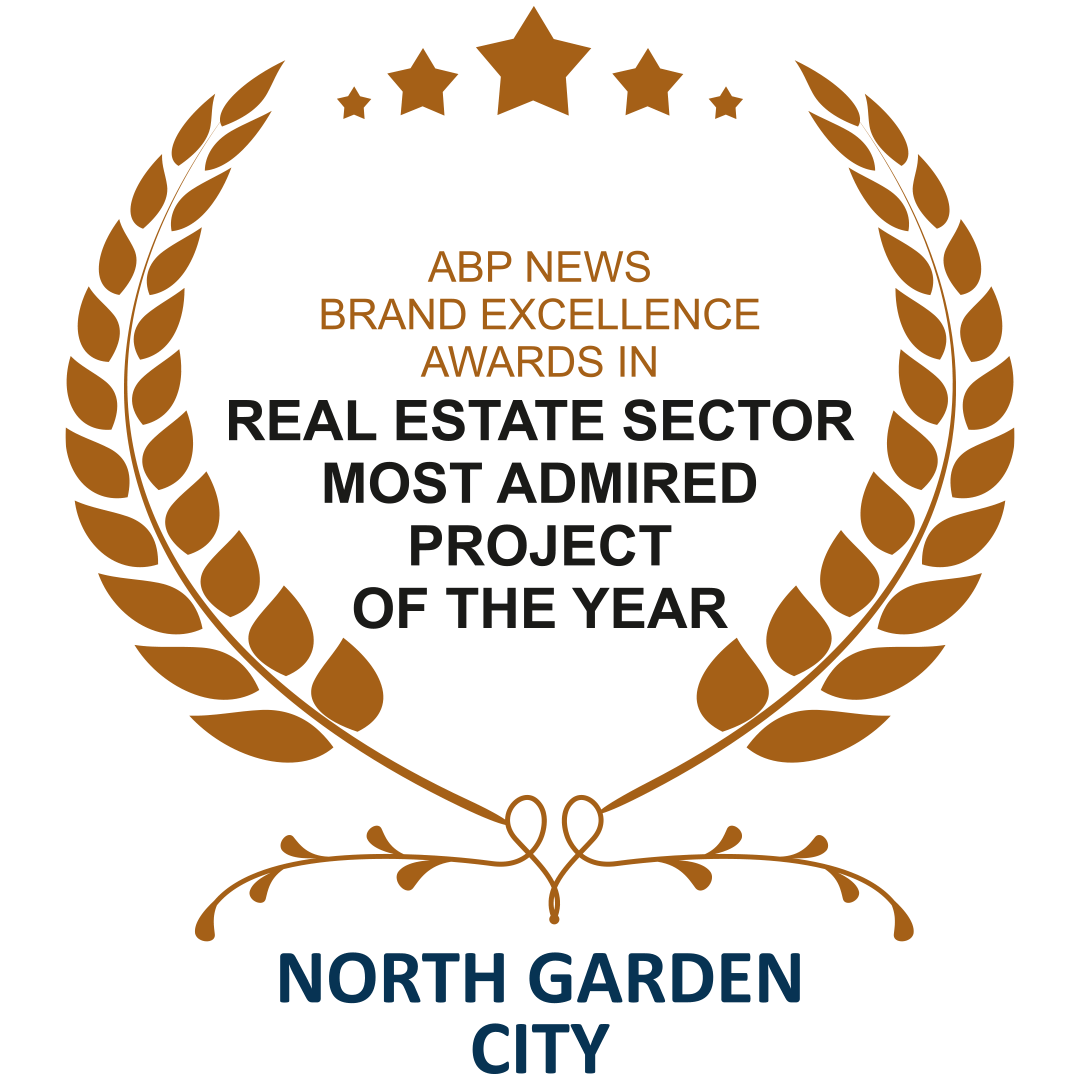 ABP NEWS
BRAND EXCELLENCE
AWARDS IN
REAL ESTATE SECTOR
MOST ADMIRED
PROJECT
OF THE YEAR
NORTH GARDEN
CITY